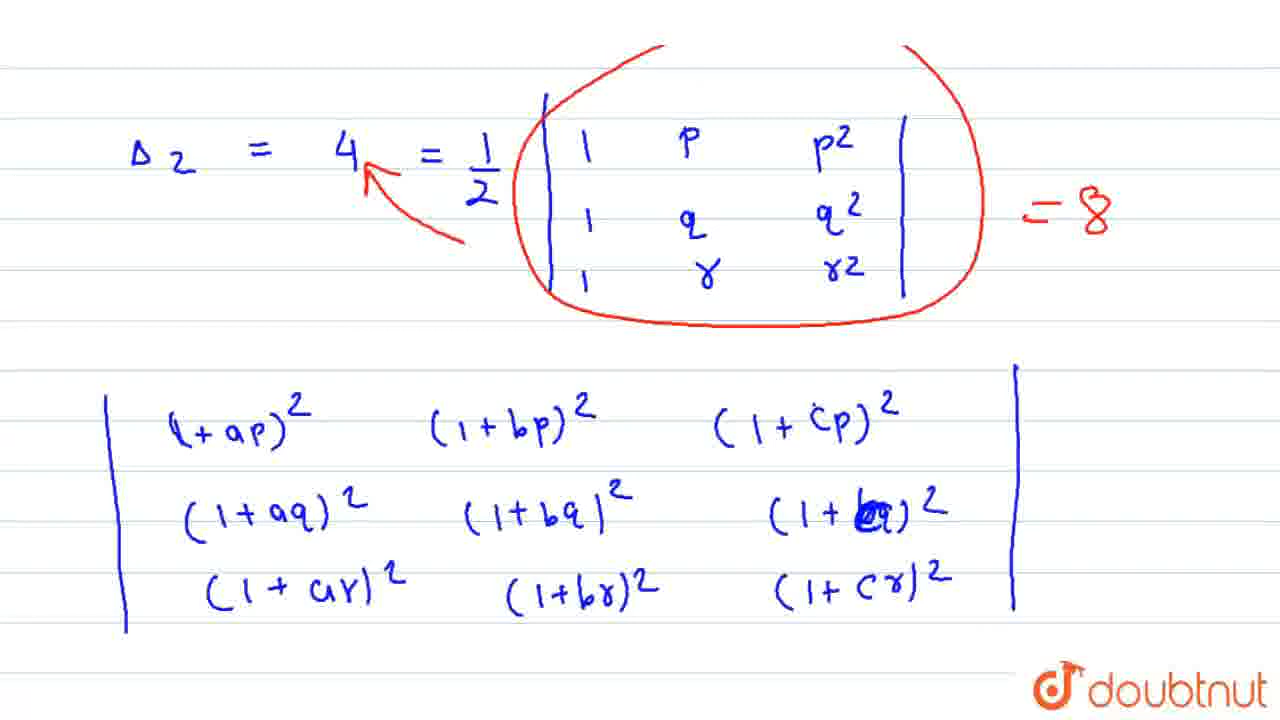 Δ2 = 4 = 1/2 | 1 p p² |
| 1 q q² | = 8
| 1 r r² |
| (1+ap)² (1+bp)² (1+cp)² |
| (1+aq)² (1+bq)² (1+ q)² |
| (1+ar)² (1+br)² (1+cr)² |
doubtnut